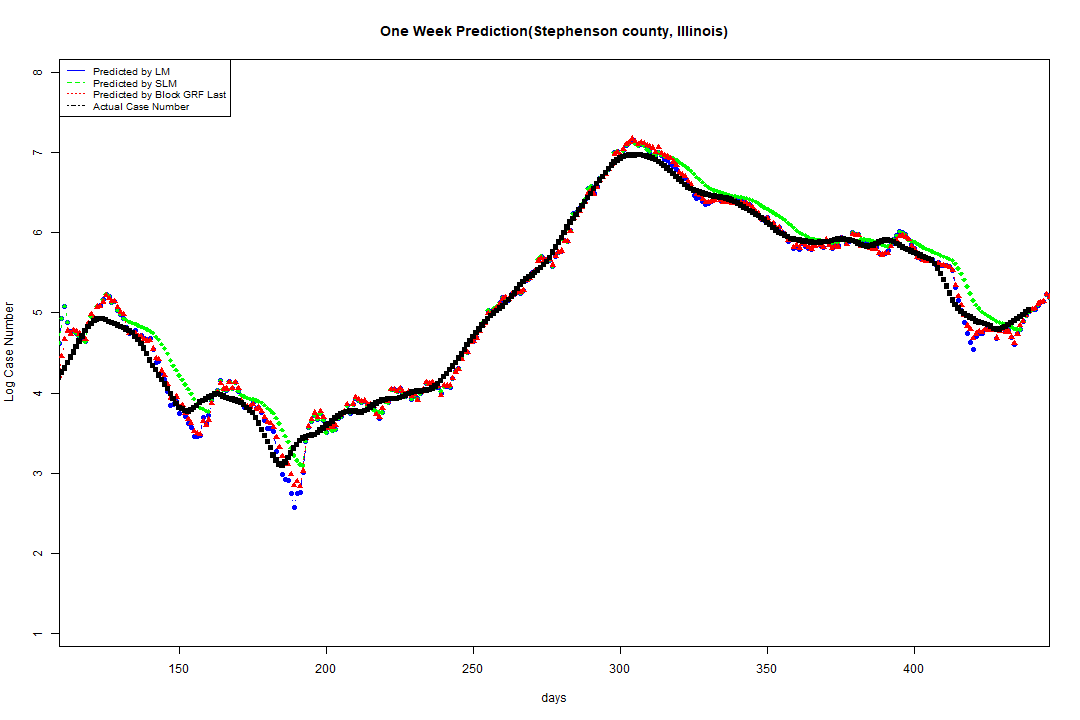 One Week Prediction(Stephenson county, Illinois)
Predicted by LM
Predicted by SLM
Predicted by Block GRF Last
Actual Case Number
8
7
6
5
4
3
2
1
Log Case Number
150 200 250 300 350 400
days